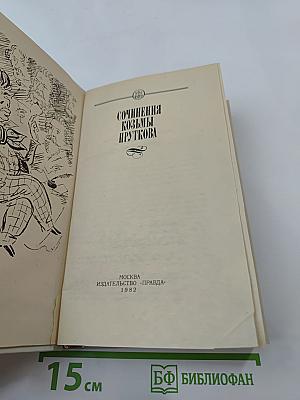 СОЧИНЕНИЯ
КОЗЬМЫ
ПРУТКОВА
МОСКВА
ИЗДАТЕЛЬСТВО «ПРАВДА»
1982
15 см
БФ БИБЛИОФАН